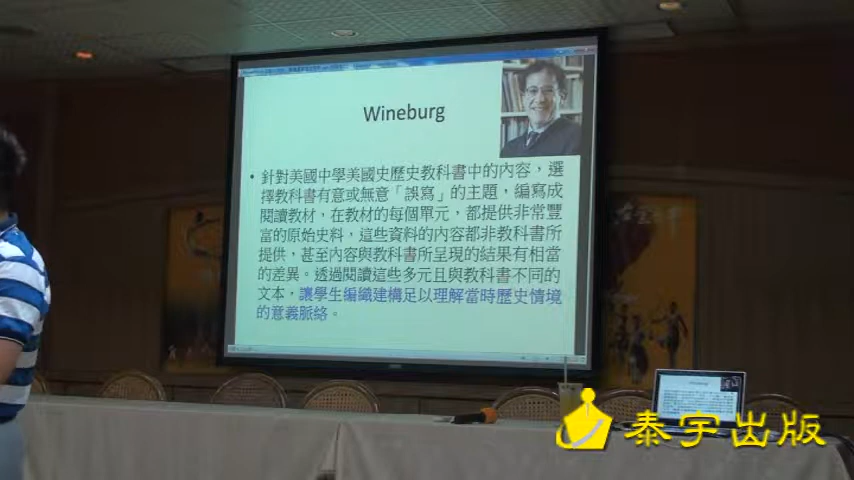 Wineburg
• 針對美國中學美國史歷史教科書中的內容，選
擇教科書有意或無意「誤寫」的主題，編寫成
閱讀教材，在教材的每個單元，都提供非常豐
富的原始史料，這些資料的內容都非教科書所
提供，甚至內容與教科書所呈現的結果有相當
的差異。透過閱讀這些多元且與教科書不同的
文本，讓學生編織建構足以理解當時歷史情境
的意義脈絡。
泰宇出版